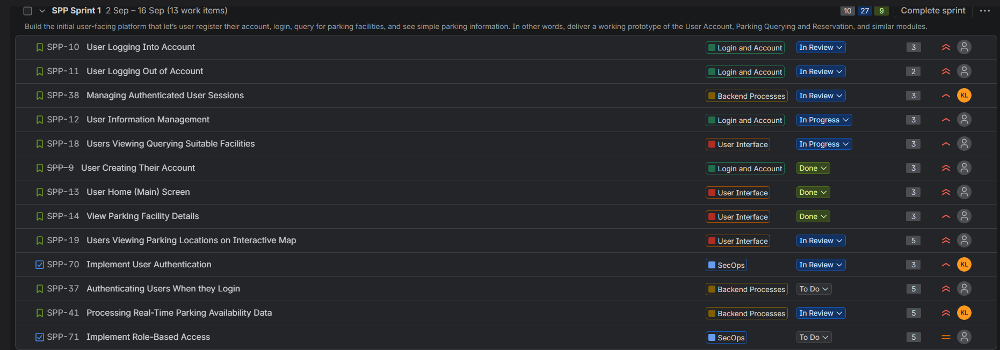 SPP Sprint 1 2 Sep – 16 Sep (13 work items) 10 27 9 Complete sprint
Build the initial user-facing platform that let's user register their account, login, query for parking facilities, and see simple parking information. In other words, deliver a working prototype of the User Account, Parking Querying and Reservation, and similar modules.
SPP-10 User Logging Into Account Login and Account In Review 3
SPP-11 User Logging Out of Account Login and Account In Review 2
SPP-38 Managing Authenticated User Sessions Backend Processes In Review 3 KL
SPP-12 User Information Management Login and Account In Progress 3
SPP-18 Users Viewing Querying Suitable Facilities User Interface In Progress 3
SPP-9 User Creating Their Account Login and Account Done 3
SPP-13 User Home (Main) Screen User Interface Done 3
SPP-14 View Parking Facility Details User Interface Done 3
SPP-19 Users Viewing Parking Locations on Interactive Map User Interface In Review 5
SPP-70 Implement User Authentication SecOps In Review 3 KL
SPP-37 Authenticating Users When they Login Backend Processes To Do 5
SPP-41 Processing Real-Time Parking Availability Data Backend Processes In Review 5 KL
SPP-71 Implement Role-Based Access SecOps To Do 5